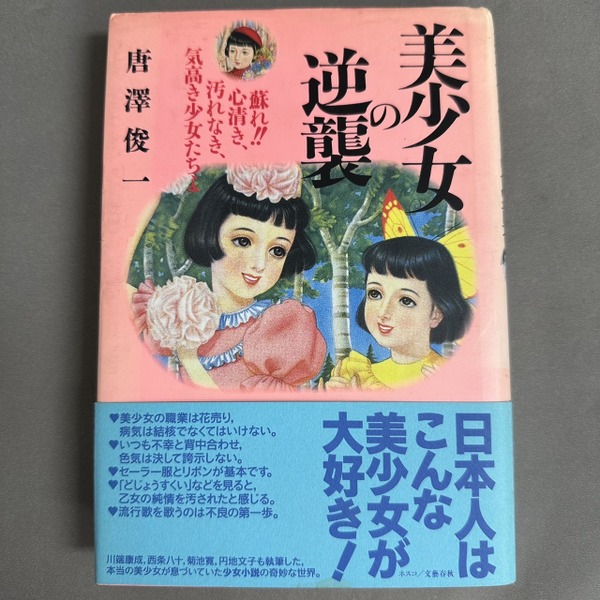 美少女
の
逆襲
蘇れ!!
心清き、
汚れなき、
気高き少女たちよ
唐澤俊一
日本人は
こんな
美少女が
大好き!
♥美少女の職業は花売り,
病気は結核でなくてはいけない。
♥いつも不幸と背中合わせ,
色気は決して誇示しない。
♥セーラー服とリボンが基本です。
♥「どじょうすくい」などを見ると,
乙女の純情を汚されたと感じる。
♥流行歌を歌うのは不良の第一歩。
川端康成,西条八十,菊池寛,円地文子も執筆した,
本当の美少女が息づいていた少女小説の奇妙な世界。
ネスコ/文藝春秋